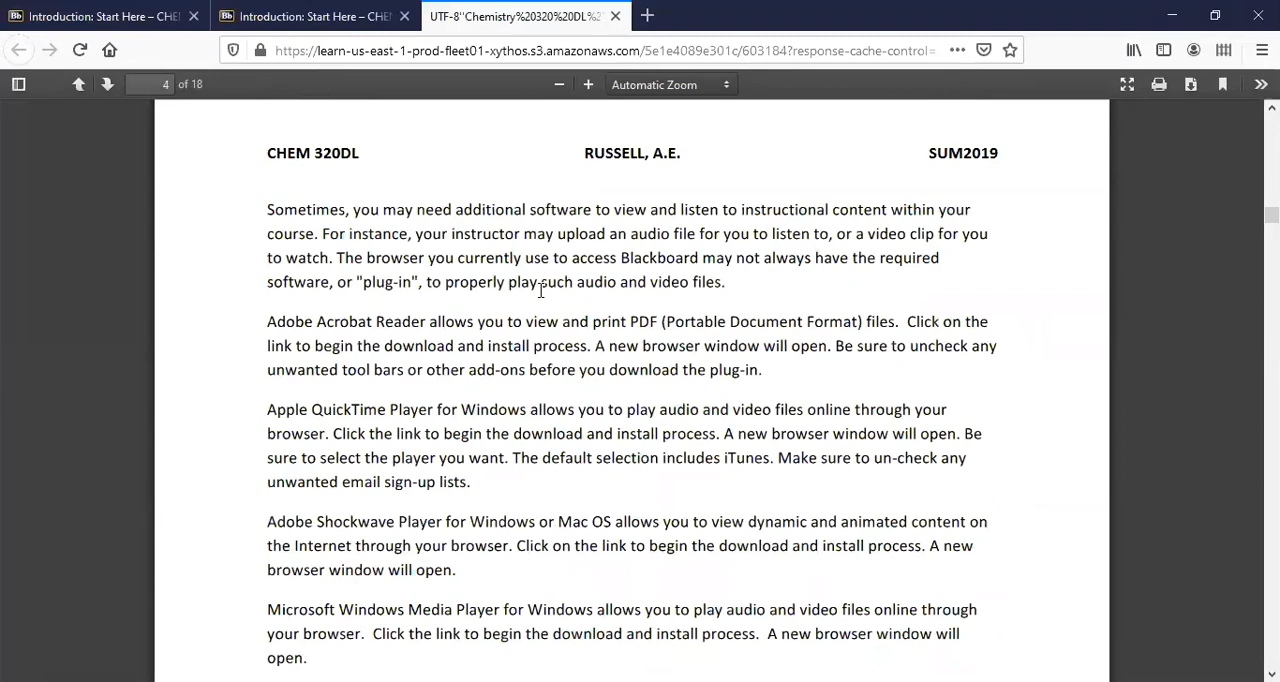 Introduction: Start Here – CHE
Introduction: Start Here – CHE
UTF-8''Chemistry%20320%20DL%2
https://learn-us-east-1-prod-fleet01-xythos.s3.amazonaws.com/5e1e4089e301c/603184?response-cache-control=
4 of 18
Automatic Zoom
CHEM 320DL RUSSELL, A.E. SUM2019
Sometimes, you may need additional software to view and listen to instructional content within your
course. For instance, your instructor may upload an audio file for you to listen to, or a video clip for you
to watch. The browser you currently use to access Blackboard may not always have the required
software, or "plug-in", to properly play such audio and video files.
Adobe Acrobat Reader allows you to view and print PDF (Portable Document Format) files.  Click on the
link to begin the download and install process. A new browser window will open. Be sure to uncheck any
unwanted tool bars or other add-ons before you download the plug-in.
Apple QuickTime Player for Windows allows you to play audio and video files online through your
browser. Click the link to begin the download and install process. A new browser window will open. Be
sure to select the player you want. The default selection includes iTunes. Make sure to un-check any
unwanted email sign-up lists.
Adobe Shockwave Player for Windows or Mac OS allows you to view dynamic and animated content on
the Internet through your browser. Click on the link to begin the download and install process. A new
browser window will open.
Microsoft Windows Media Player for Windows allows you to play audio and video files online through
your browser.  Click the link to begin the download and install process.  A new browser window will
open.